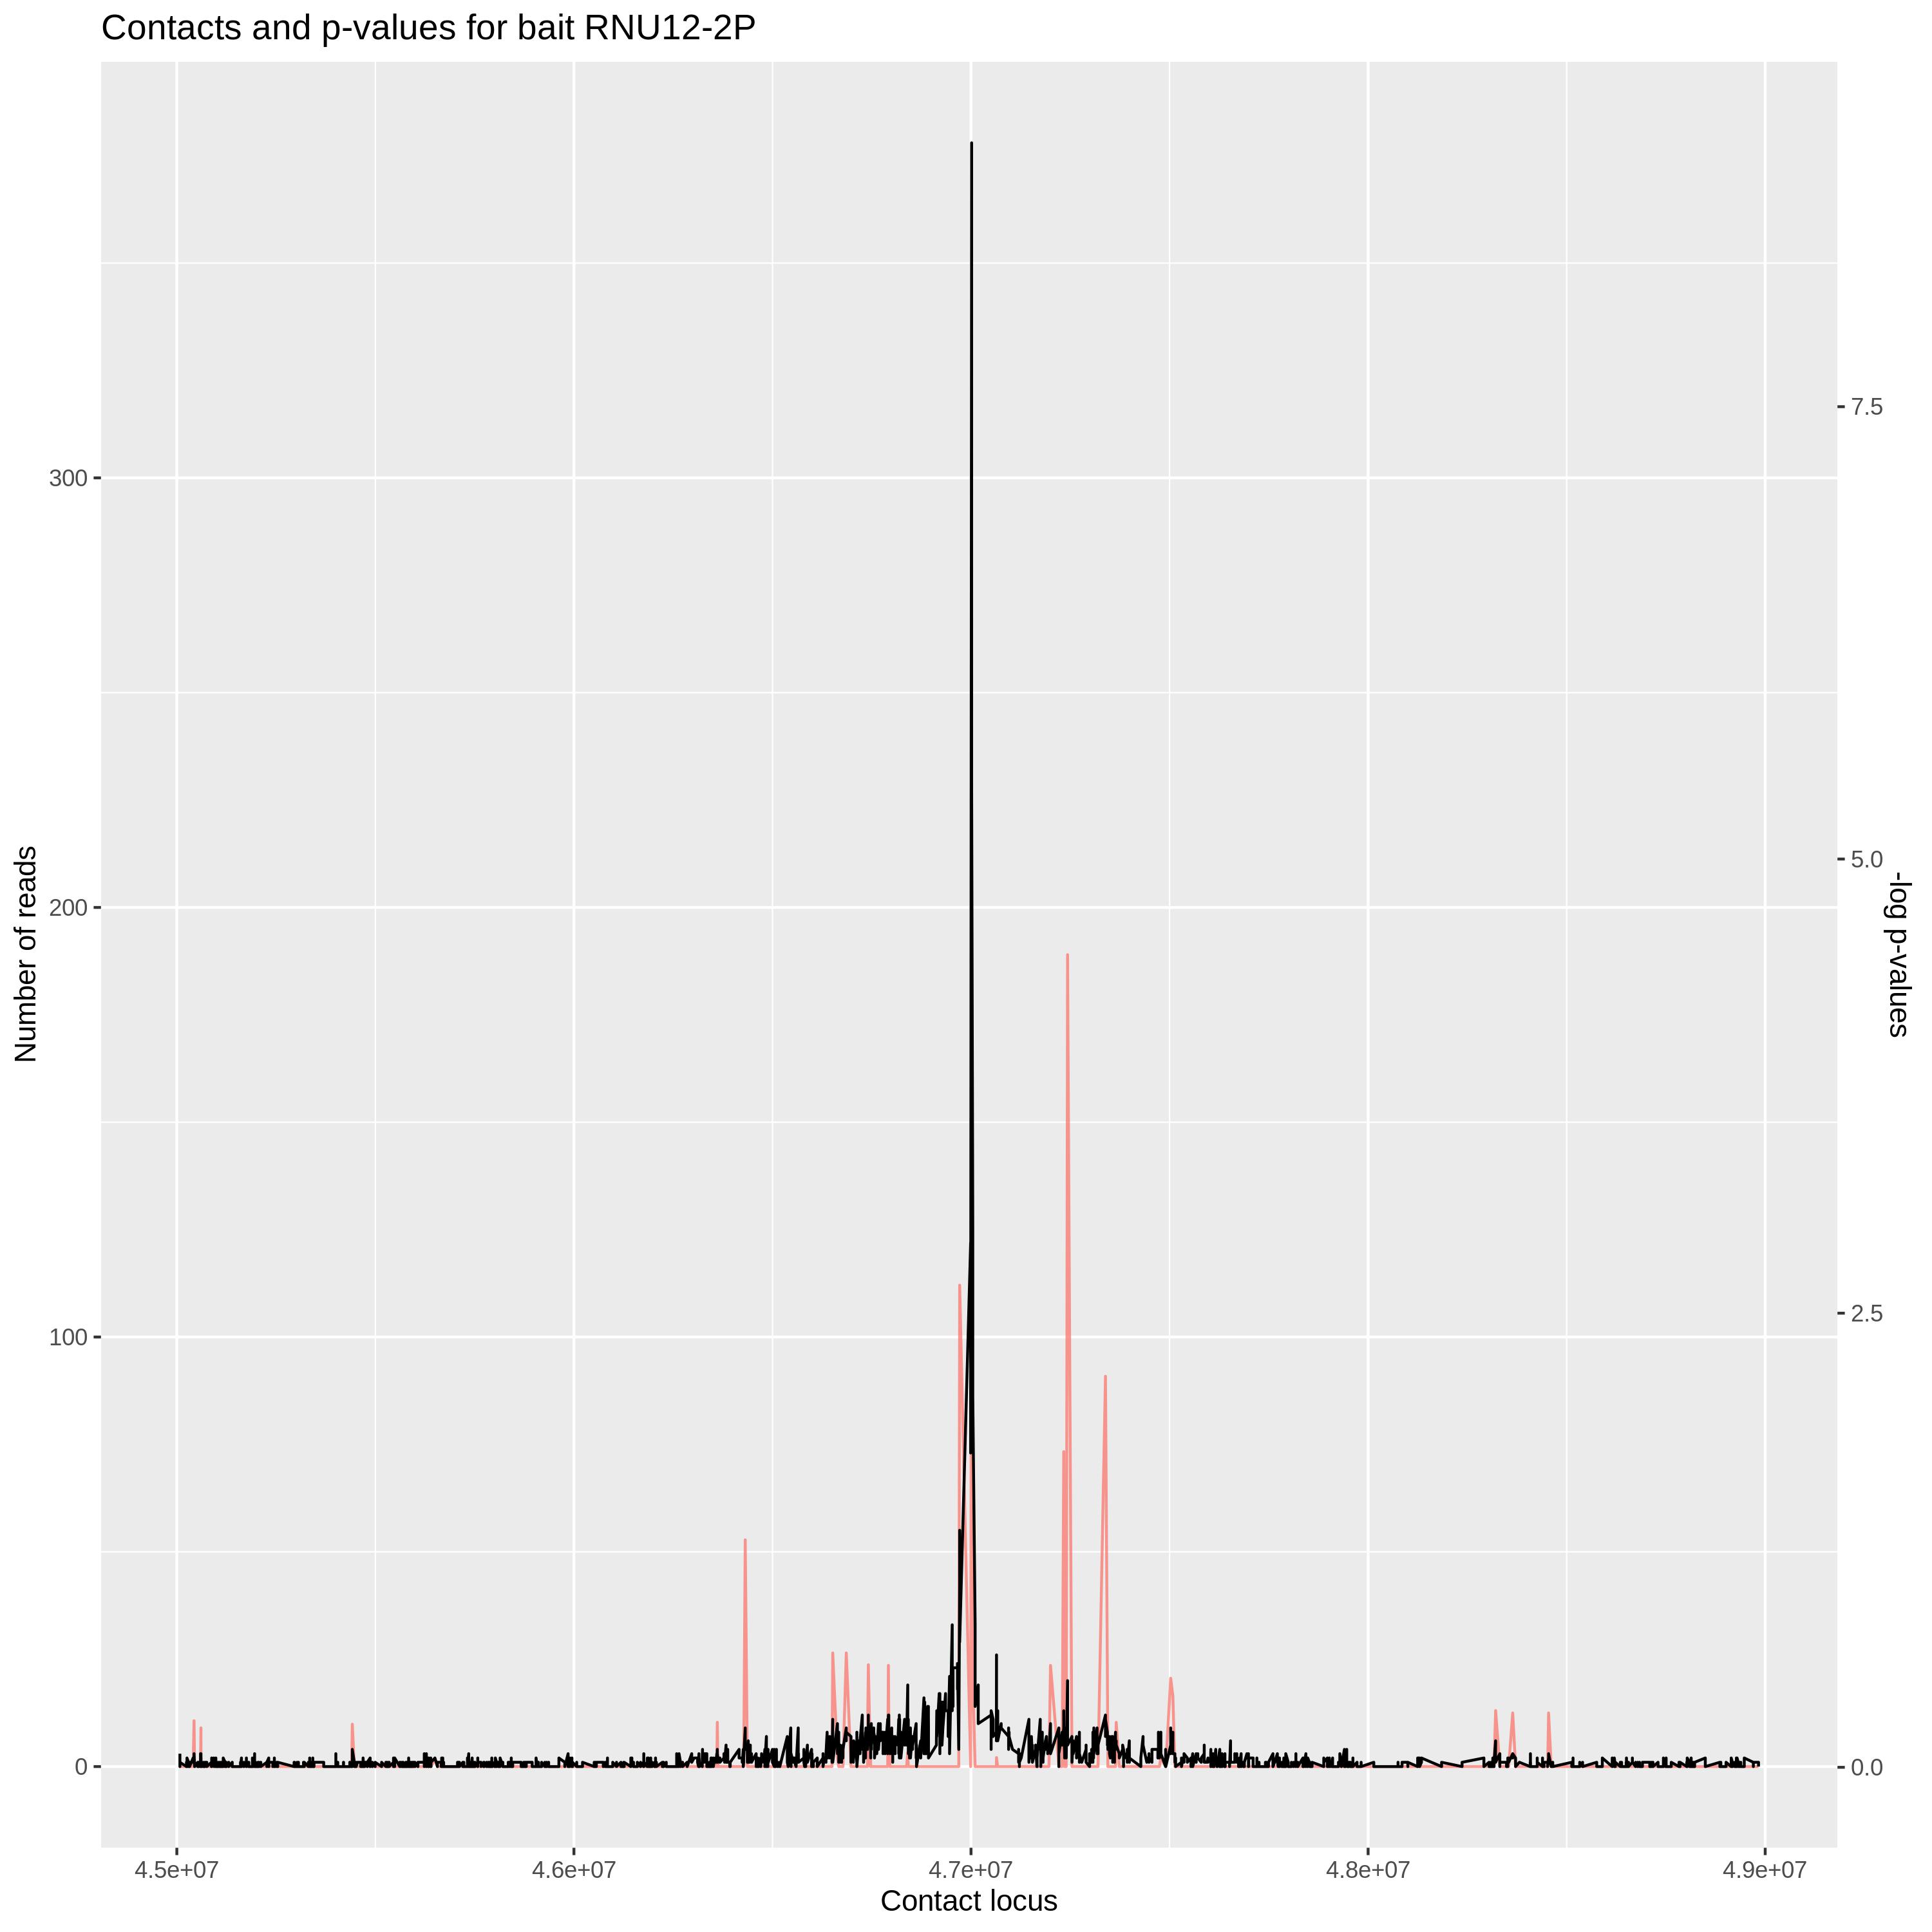 Contacts and p-values for bait RNU12-2P
Number of reads
300
200
100
0
7.5
5.0
2.5
0.0
-log p-values
4.5e+07
4.6e+07
4.7e+07
4.8e+07
4.9e+07
Contact locus